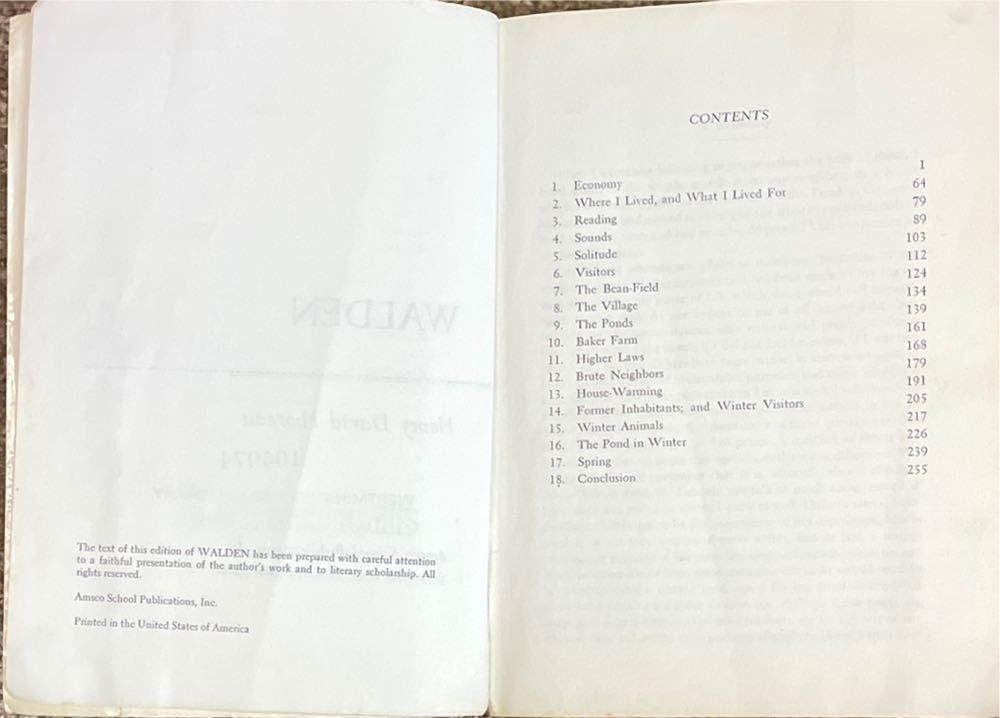 WALDEN
Henry David Thoreau
The text of this edition of WALDEN has been prepared with careful attention
to a faithful presentation of the author's work and to literary scholarship. All
rights reserved.
Amsco School Publications, Inc.
Printed in the United States of America
CONTENTS
1. Economy 1
2. Where I Lived, and What I Lived For 64
3. Reading 79
4. Sounds 89
5. Solitude 103
6. Visitors 112
7. The Bean-Field 124
8. The Village 134
9. The Ponds 139
10. Baker Farm 161
11. Higher Laws 168
12. Brute Neighbors 179
13. House-Warming 191
14. Former Inhabitants; and Winter Visitors 205
15. Winter Animals 217
16. The Pond in Winter 226
17. Spring 239
18. Conclusion 255